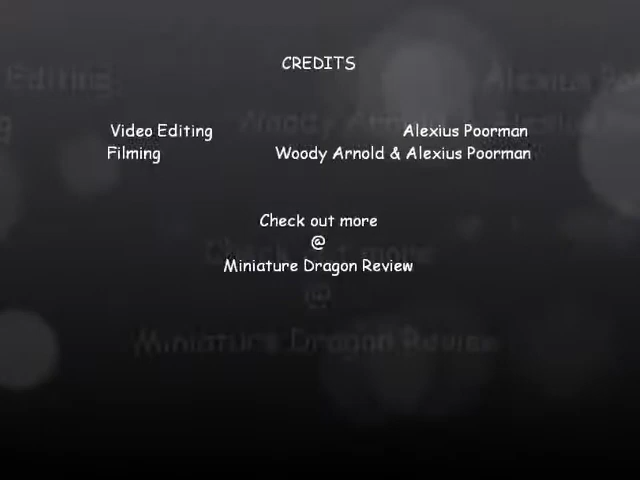 CREDITS
Video Editing Alexius Poorman
Filming Woody Arnold & Alexius Poorman
Check out more
@
Miniature Dragon Review